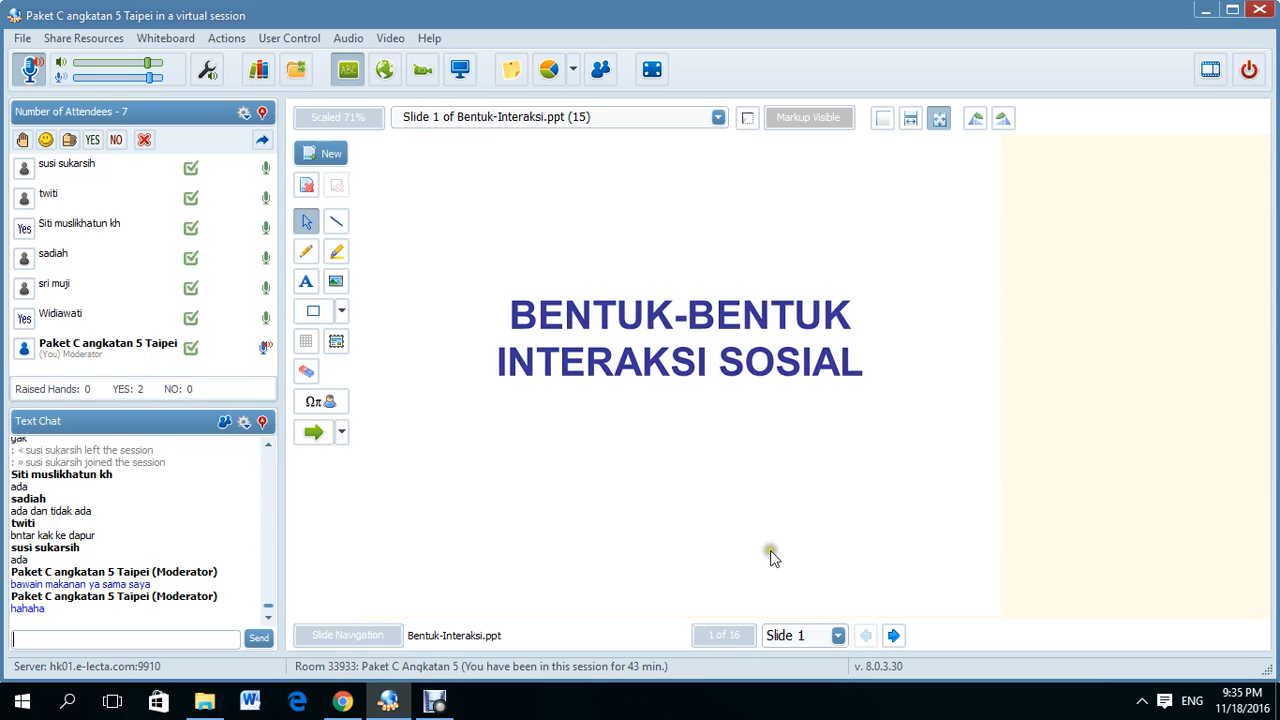 Paket C angkatan 5 Taipei in a virtual session
File Share Resources Whiteboard Actions User Control Audio Video Help
ABC
Number of Attendees - 7
YES NO
susi sukarsih
twiti
Yes Siti muslikhatun kh
sadiah
sri muji
Yes Widiawati
Paket C angkatan 5 Taipei
(You) Moderator
Raised Hands: 0 YES: 2 NO: 0
Text Chat
gak
: « susi sukarsih left the session
: » susi sukarsih joined the session
Siti muslikhatun kh
ada
sadiah
ada dan tidak ada
twiti
bntar kak ke dapur
susi sukarsih
ada
Paket C angkatan 5 Taipei (Moderator)
bawain makanan ya sama saya
Paket C angkatan 5 Taipei (Moderator)
hahaha
Send
Scaled 71% Slide 1 of Bentuk-Interaksi.ppt (15) Markup Visible
New
A
Ωπ
BENTUK-BENTUK
INTERAKSI SOSIAL
Slide Navigation Bentuk-Interaksi.ppt 1 of 16 Slide 1
Server: hk01.e-lecta.com:9910 Room 33933: Paket C Angkatan 5 (You have been in this session for 43 min.) v. 8.0.3.30
ENG
9:35 PM
11/18/2016